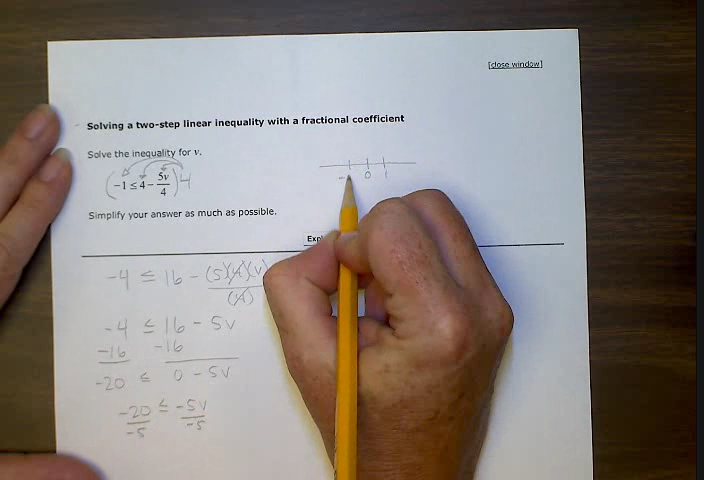 [close window]
Solving a two-step linear inequality with a fractional coefficient
Solve the inequality for v.
(-1 ≤ 4 - 5v/4) 4
0 1
Simplify your answer as much as possible.
-4 ≤ 16 - (5)(4)(v)/(4)
-4 ≤ 16 - 5v
-16 -16
-20 ≤ 0 - 5v
-20/-5 ≤ -5v/-5